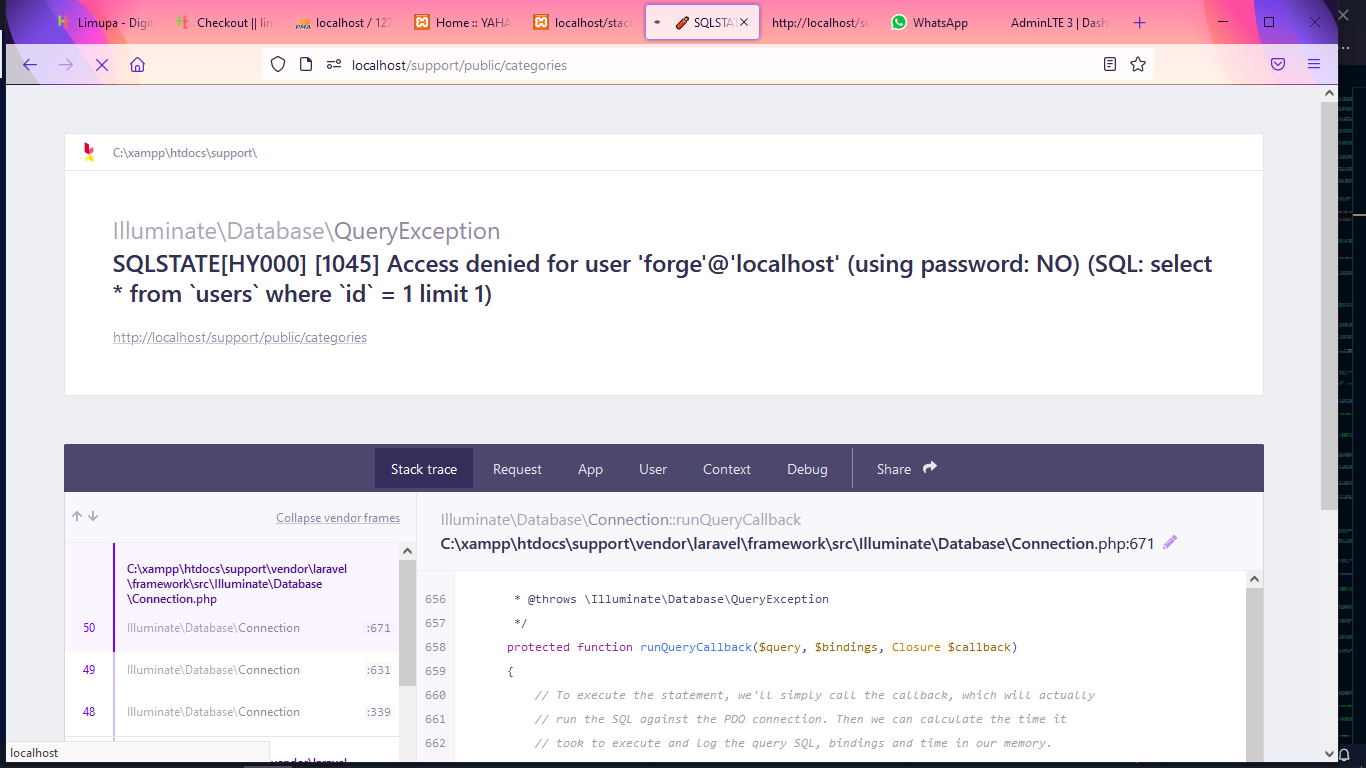 Limupa - Digit
Checkout || lim
localhost / 127
Home :: YAHA
localhost/stac
SQLSTAT
http://localhost/su
WhatsApp
AdminLTE 3 | Dash
localhost/support/public/categories
C:\xampp\htdocs\support\
Illuminate\Database\QueryException
SQLSTATE[HY000] [1045] Access denied for user 'forge'@'localhost' (using password: NO) (SQL: select
* from `users` where `id` = 1 limit 1)
http://localhost/support/public/categories
Stack trace
Request
App
User
Context
Debug
Share
Collapse vendor frames
C:\xampp\htdocs\support\vendor\laravel
\framework\src\Illuminate\Database
\Connection.php
50 Illuminate\Database\Connection :671
49 Illuminate\Database\Connection :631
48 Illuminate\Database\Connection :339
Illuminate\Database\Connection::runQueryCallback
C:\xampp\htdocs\support\vendor\laravel\framework\src\Illuminate\Database\Connection.php:671
656 * @throws \Illuminate\Database\QueryException
657 */
658 protected function runQueryCallback($query, $bindings, Closure $callback)
659 {
660 // To execute the statement, we'll simply call the callback, which will actually
661 // run the SQL against the PDO connection. Then we can calculate the time it
662 // took to execute and log the query SQL, bindings and time in our memory.
localhost